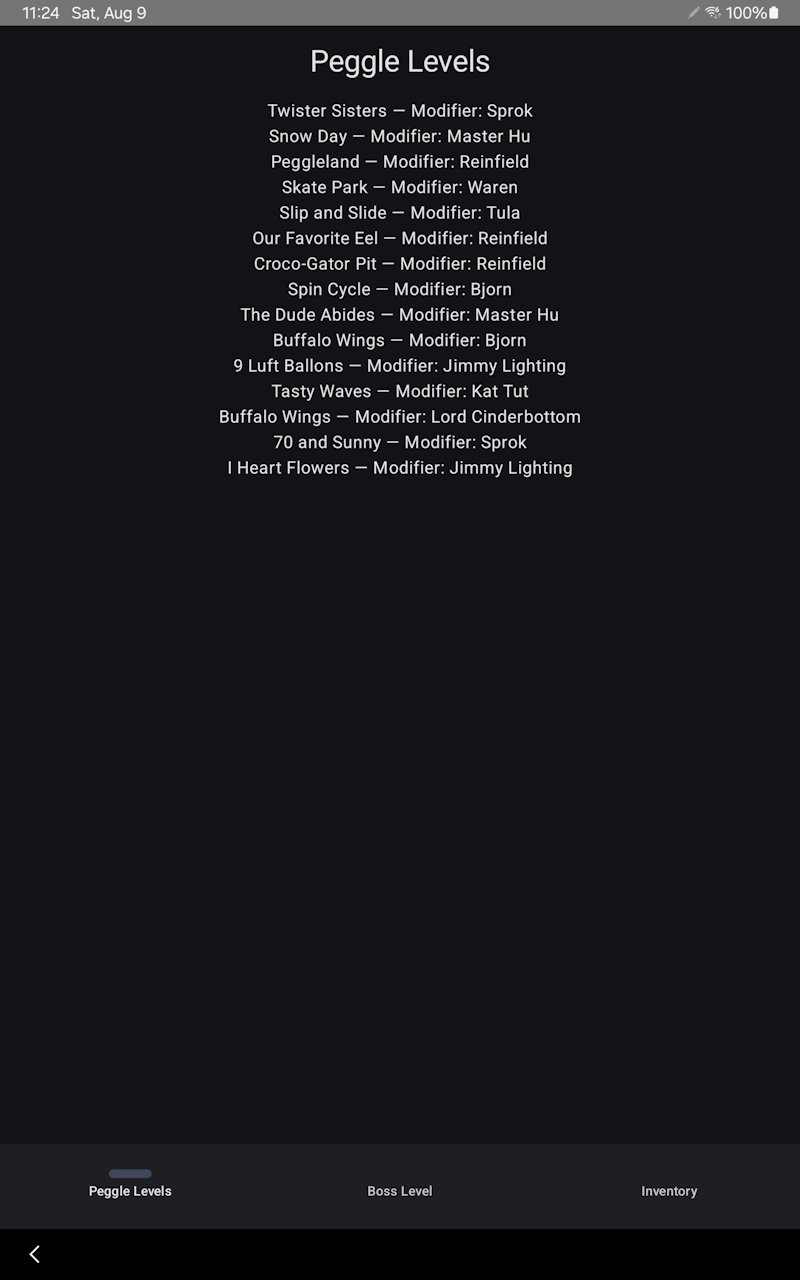 11:24 Sat, Aug 9 100%
Peggle Levels
Twister Sisters — Modifier: Sprok
Snow Day — Modifier: Master Hu
Peggleland — Modifier: Reinfield
Skate Park — Modifier: Waren
Slip and Slide — Modifier: Tula
Our Favorite Eel — Modifier: Reinfield
Croco-Gator Pit — Modifier: Reinfield
Spin Cycle — Modifier: Bjorn
The Dude Abides — Modifier: Master Hu
Buffalo Wings — Modifier: Bjorn
9 Luft Ballons — Modifier: Jimmy Lighting
Tasty Waves — Modifier: Kat Tut
Buffalo Wings — Modifier: Lord Cinderbottom
70 and Sunny — Modifier: Sprok
I Heart Flowers — Modifier: Jimmy Lighting
Peggle Levels Boss Level Inventory